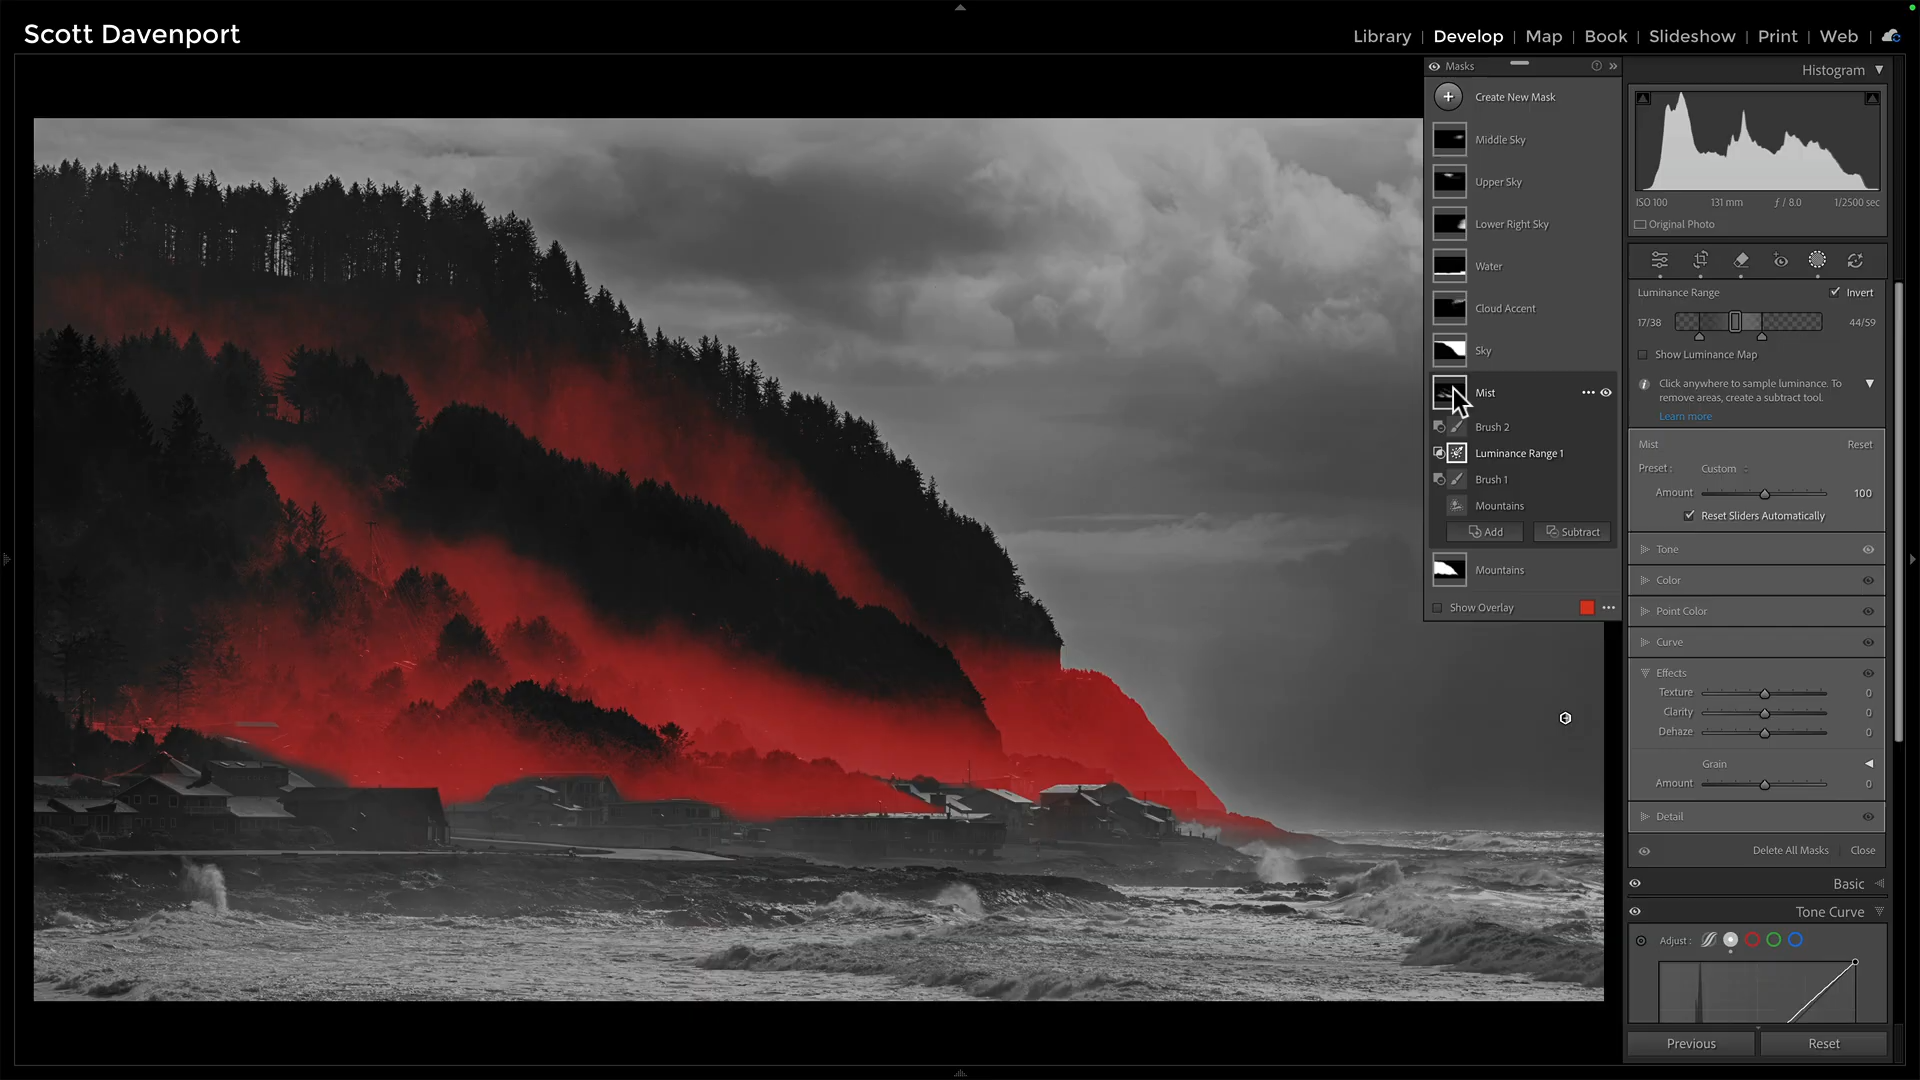 Scott Davenport
Library | Develop | Map | Book | Slideshow | Print | Web |
Masks
Create New Mask
Middle Sky
Upper Sky
Lower Right Sky
Water
Cloud Accent
Sky
Mist
Brush 2
Luminance Range 1
Brush 1
Mountains
Add
Subtract
Mountains
Show Overlay
Histogram
ISO 100 131 mm ƒ / 8.0 1/2500 sec
Original Photo
Luminance Range Invert
17/38 44/59
Show Luminance Map
Click anywhere to sample luminance. To
remove areas, create a subtract tool.
Learn more
Mist Reset
Preset : Custom
Amount 100
Reset Sliders Automatically
Tone
Color
Point Color
Curve
Effects
Texture 0
Clarity 0
Dehaze 0
Grain
Amount 0
Detail
Delete All Masks Close
Basic
Tone Curve
Adjust :
Previous Reset